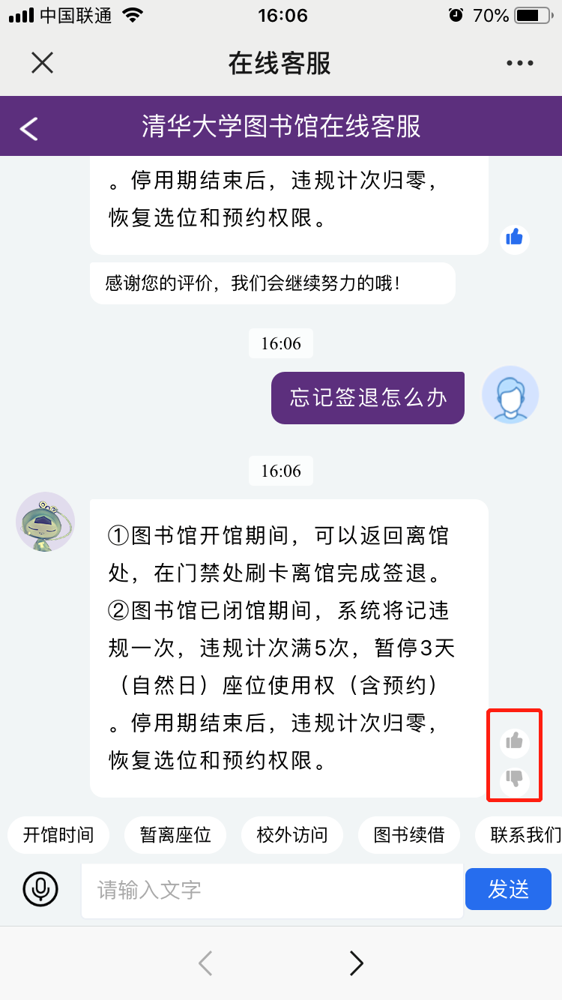 中国联通
16:06
70%
在线客服
清华大学图书馆在线客服
。停用期结束后，违规计次归零，
恢复选位和预约权限。
感谢您的评价，我们会继续努力的哦！
16:06
忘记签退怎么办
16:06
①图书馆开馆期间，可以返回离馆
处，在门禁处刷卡离馆完成签退。
②图书馆已闭馆期间，系统将记违
规一次，违规计次满5次，暂停3天
（自然日）座位使用权（含预约）
。停用期结束后，违规计次归零，
恢复选位和预约权限。
开馆时间
暂离座位
校外访问
图书续借
联系我们
请输入文字
发送